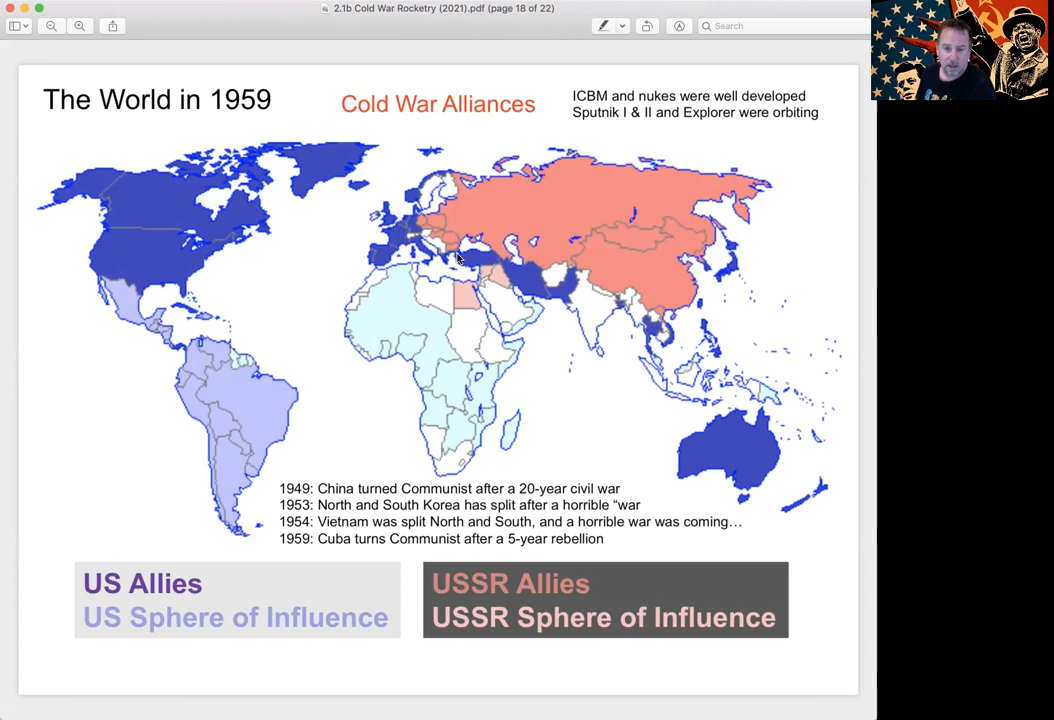 2.1b Cold War Rocketry (2021).pdf (page 18 of 22)
Search
The World in 1959
Cold War Alliances
ICBM and nukes were well developed
Sputnik I & II and Explorer were orbiting
1949: China turned Communist after a 20-year civil war
1953: North and South Korea has split after a horrible “war
1954: Vietnam was split North and South, and a horrible war was coming…
1959: Cuba turns Communist after a 5-year rebellion
US Allies
US Sphere of Influence
USSR Allies
USSR Sphere of Influence